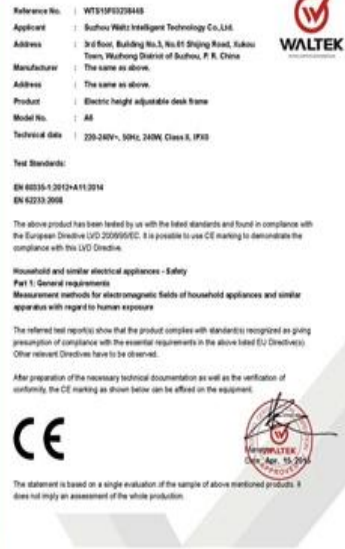 Reference No. : WTS15F0323844S
WALTEK
Applicant : Suzhou Waltz Intelligent Technology Co.,Ltd.
Address : 3rd floor, Building No.3, No.61 Shijing Road, Xukou
Town, Wuzhong District of Suzhou, P. R. China
Manufacturer : The same as above.
Address : The same as above.
Product : Electric height adjustable desk frame
Model No. : A6
Technical data : 220-240V~, 50Hz, 240W, Class II, IPX0
Test Standards:
EN 60335-1:2012+A11:2014
EN 62233:2008
The above product has been tested by us with the listed standards and found in compliance with
the European Directive LVD 2006/95/EC. It is possible to use CE marking to demonstrate the
compliance with this LVD Directive.
Household and similar electrical appliances - Safety
Part 1: General requirements
Measurement methods for electromagnetic fields of household appliances and similar
apparatus with regard to human exposure
The referred test report(s) show that the product complies with standard(s) recognized as giving
presumption of compliance with the essential requirements in the above listed EU Directive(s).
Other relevant Directives have to be observed.
After preparation of the necessary technical documentation as well as the verification of
conformity, the CE marking as shown below can be affixed on the equipment.
CE
Manager
WALTEK
Date: Apr. 15, 2015
APPROVED
The statement is based on a single evaluation of the sample of above mentioned products. It
does not imply an assessment of the whole production.